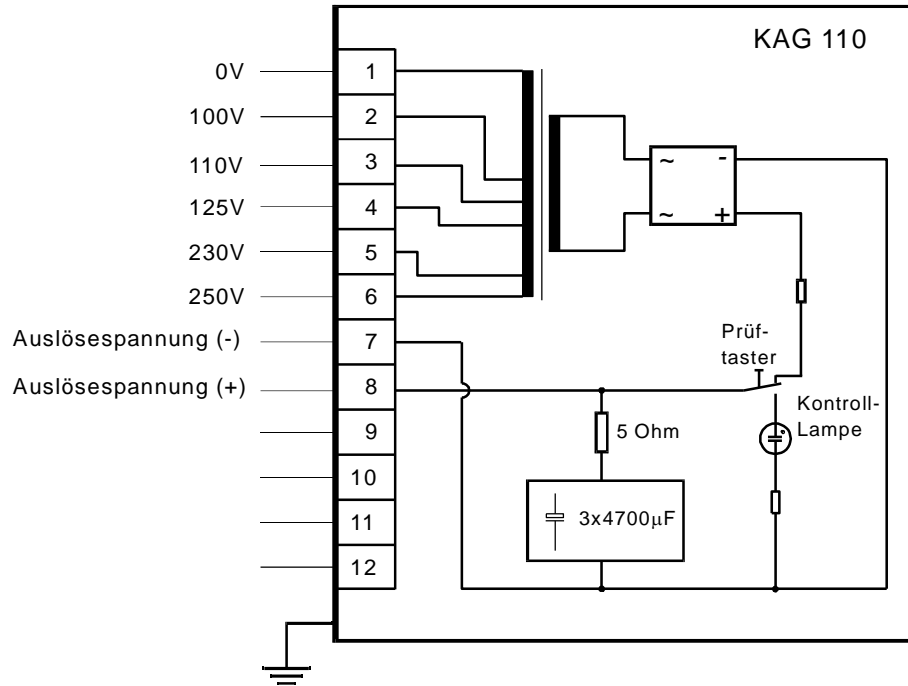 KAG 110
0V 1
100V 2
110V 3
125V 4
230V 5
250V 6
Auslösespannung (-) 7
Auslösespannung (+) 8
9
10
11
12
~ -
~ +
Prüf-
taster
Kontroll-
Lampe
5 Ohm
3x4700µF